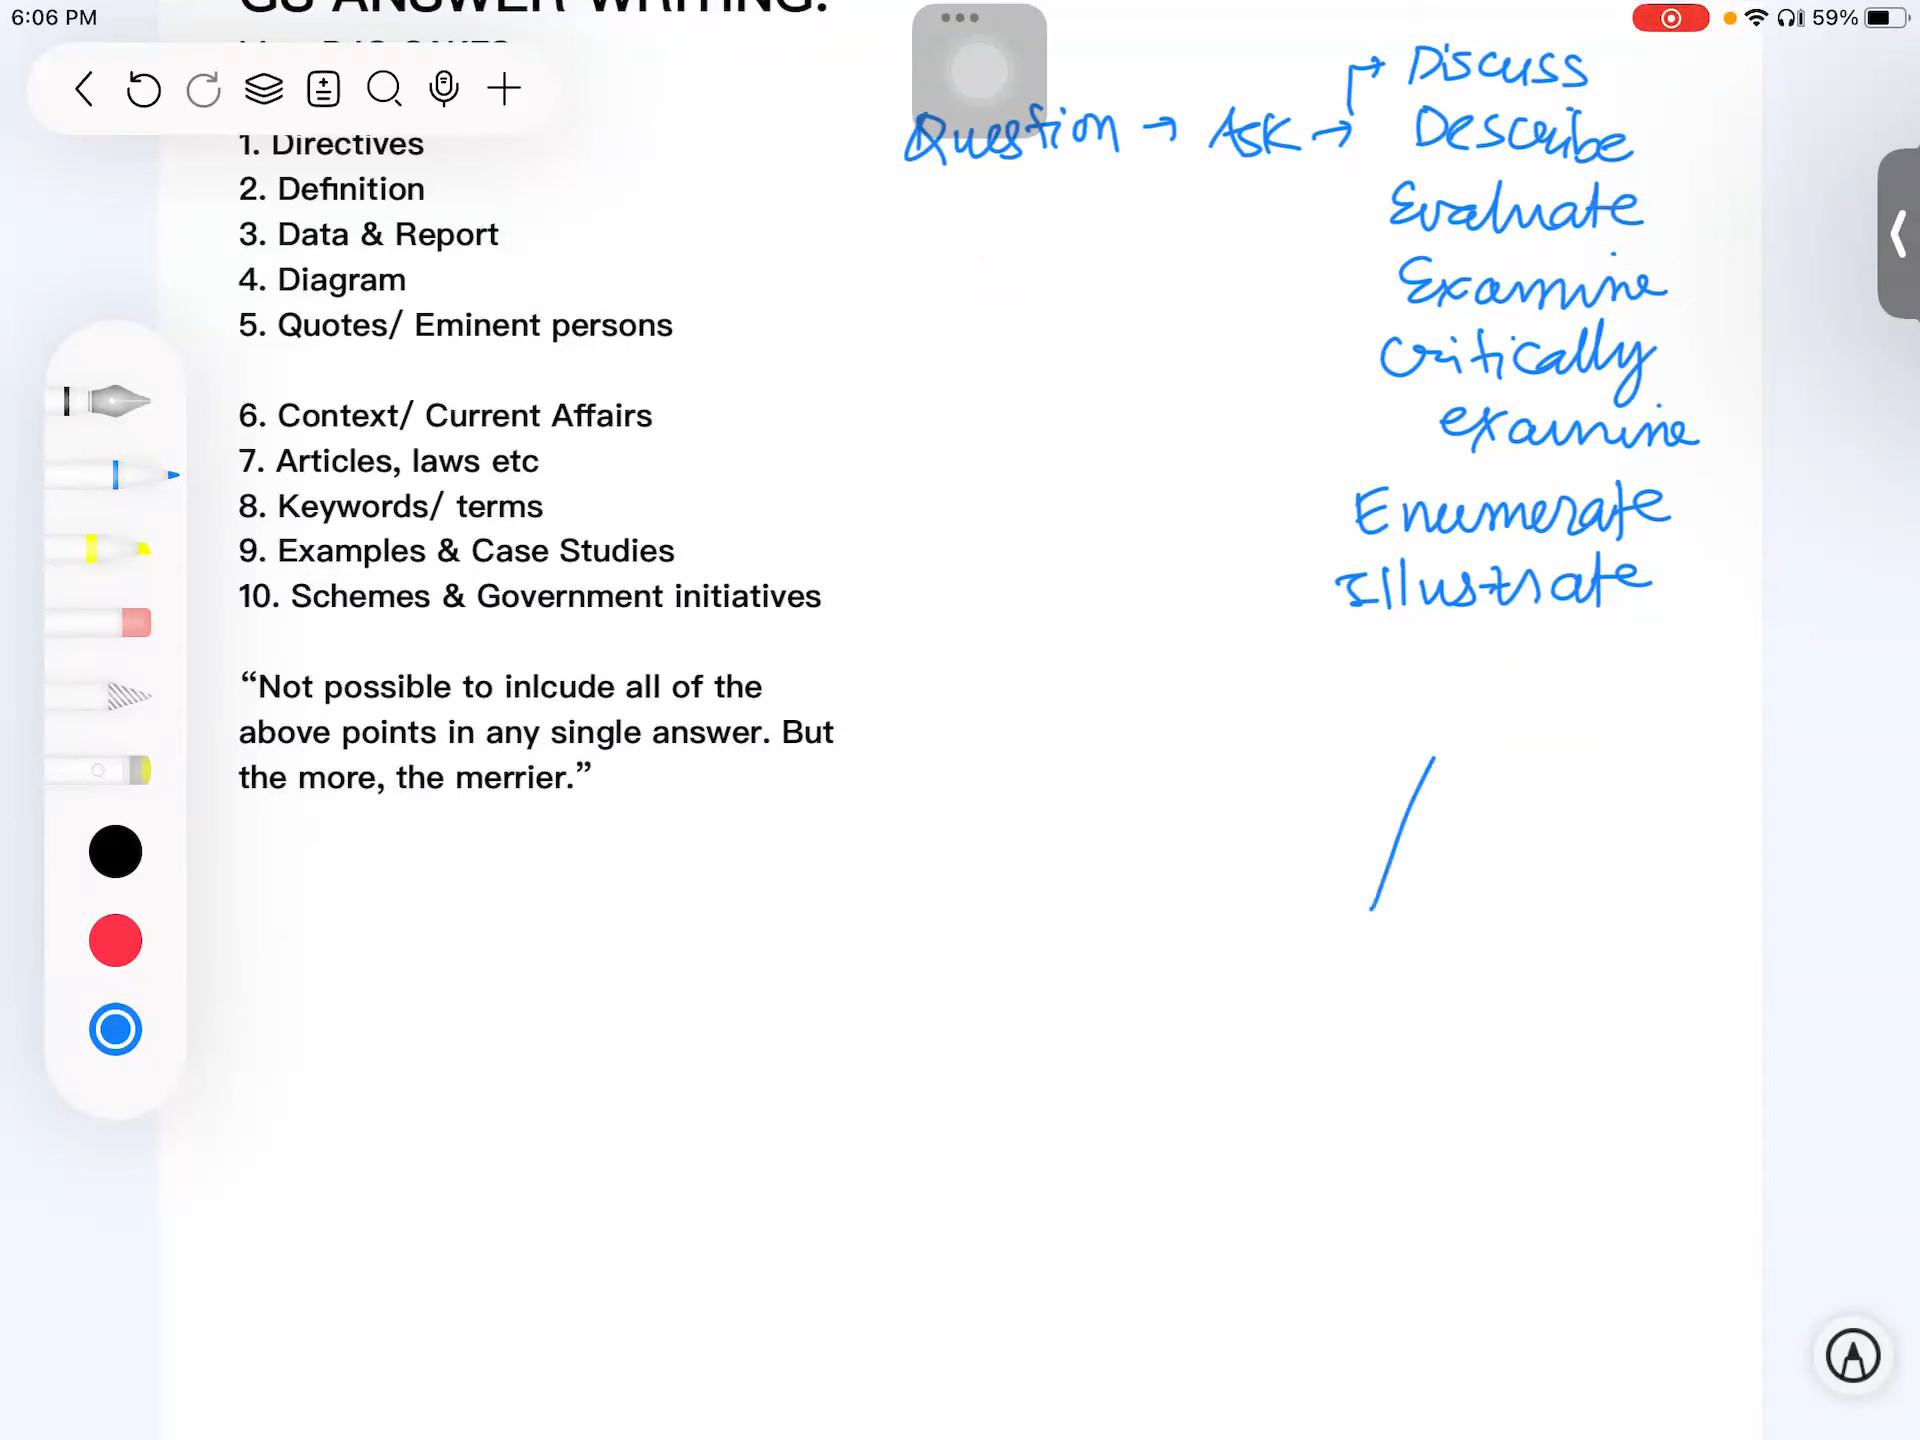 6:06 PM
59%
GS ANSWER WRITING:
1. Directives
2. Definition
3. Data & Report
4. Diagram
5. Quotes/ Eminent persons
6. Context/ Current Affairs
7. Articles, laws etc
8. Keywords/ terms
9. Examples & Case Studies
10. Schemes & Government initiatives
“Not possible to inlcude all of the
above points in any single answer. But
the more, the merrier.”
Question → Ask →
Discuss
Describe
Evaluate
Examine
Critically
examine
Enumerate
Illustrate